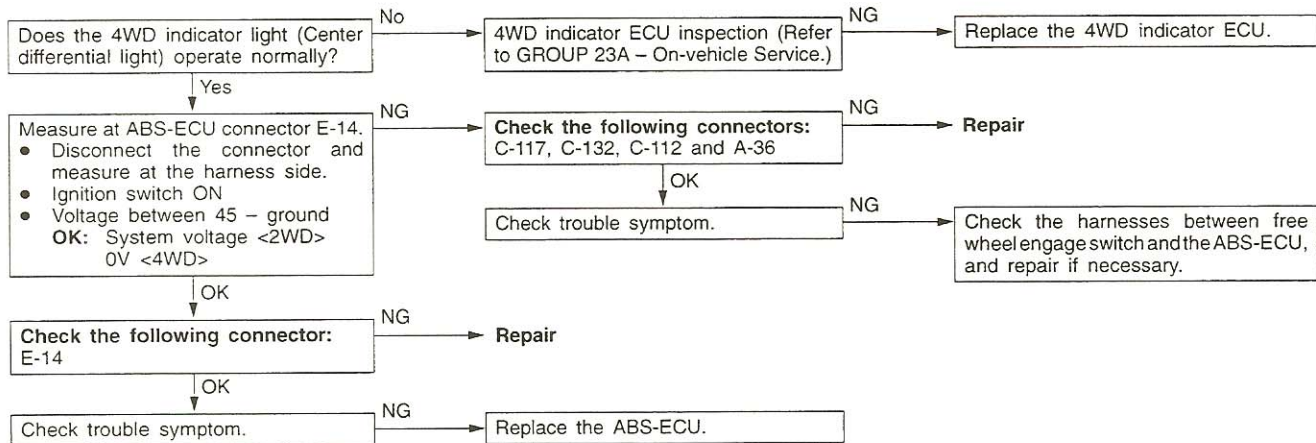 Does the 4WD indicator light (Center
differential light) operate normally?
No
4WD indicator ECU inspection (Refer
to GROUP 23A – On-vehicle Service.)
NG
Replace the 4WD indicator ECU.
Yes
Measure at ABS-ECU connector E-14.
● Disconnect the connector and
measure at the harness side.
● Ignition switch ON
● Voltage between 45 – ground
OK: System voltage <2WD>
0V <4WD>
NG
Check the following connectors:
C-117, C-132, C-112 and A-36
NG
Repair
OK
Check trouble symptom.
NG
Check the harnesses between free
wheel engage switch and the ABS-ECU,
and repair if necessary.
OK
Check the following connector:
E-14
NG
Repair
OK
Check trouble symptom.
NG
Replace the ABS-ECU.